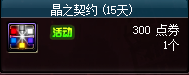 晶之契约 (15天)
活动 300 点券
1个